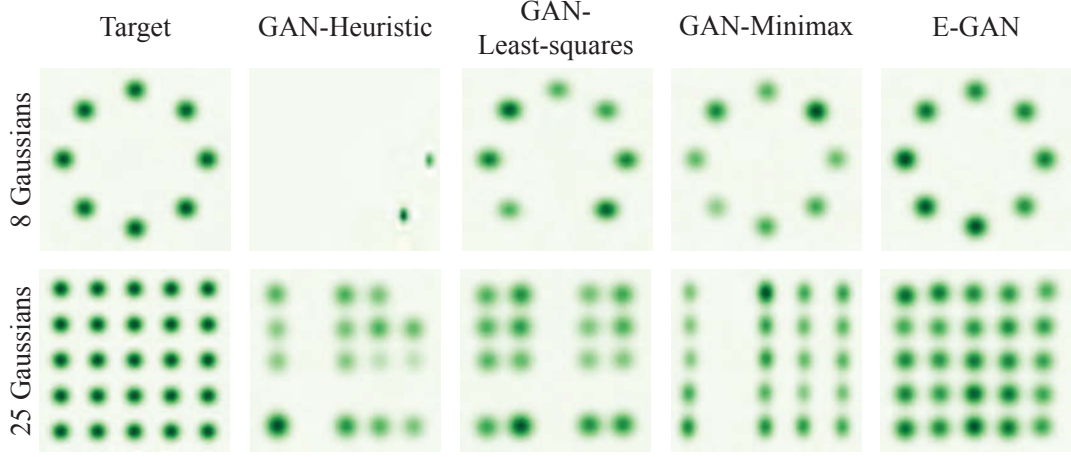 Target
GAN-Heuristic
GAN-
Least-squares
GAN-Minimax
E-GAN
8 Gaussians
25 Gaussians